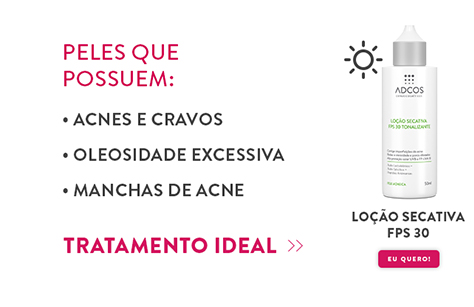 PELES QUE
POSSUEM:
• ACNES E CRAVOS
• OLEOSIDADE EXCESSIVA
• MANCHAS DE ACNE
TRATAMENTO IDEAL >>
ADCOS
LOÇÃO SECATIVA
FPS 30 TONALIZANTE
LOÇÃO SECATIVA
FPS 30
EU QUERO!